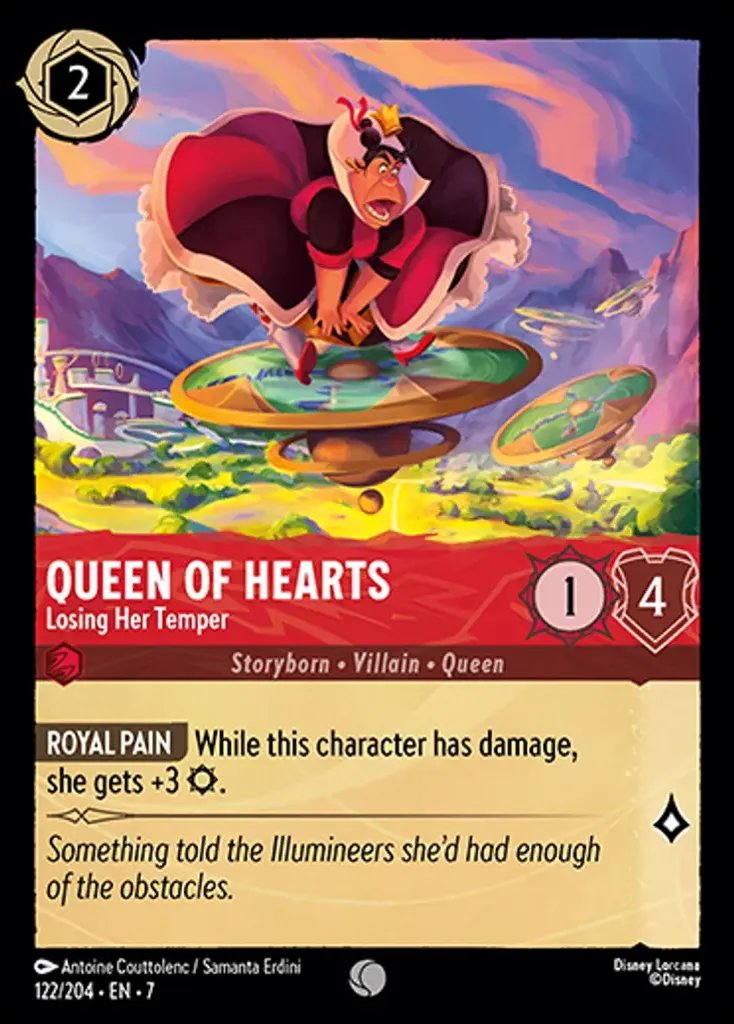 2
QUEEN OF HEARTS
Losing Her Temper
1
4
Storyborn • Villain • Queen
ROYAL PAIN While this character has damage,
she gets +3 .
Something told the Illumineers she'd had enough
of the obstacles.
Antoine Couttolenc / Samanta Erdini
122/204 • EN • 7
Disney Lorcana
©Disney